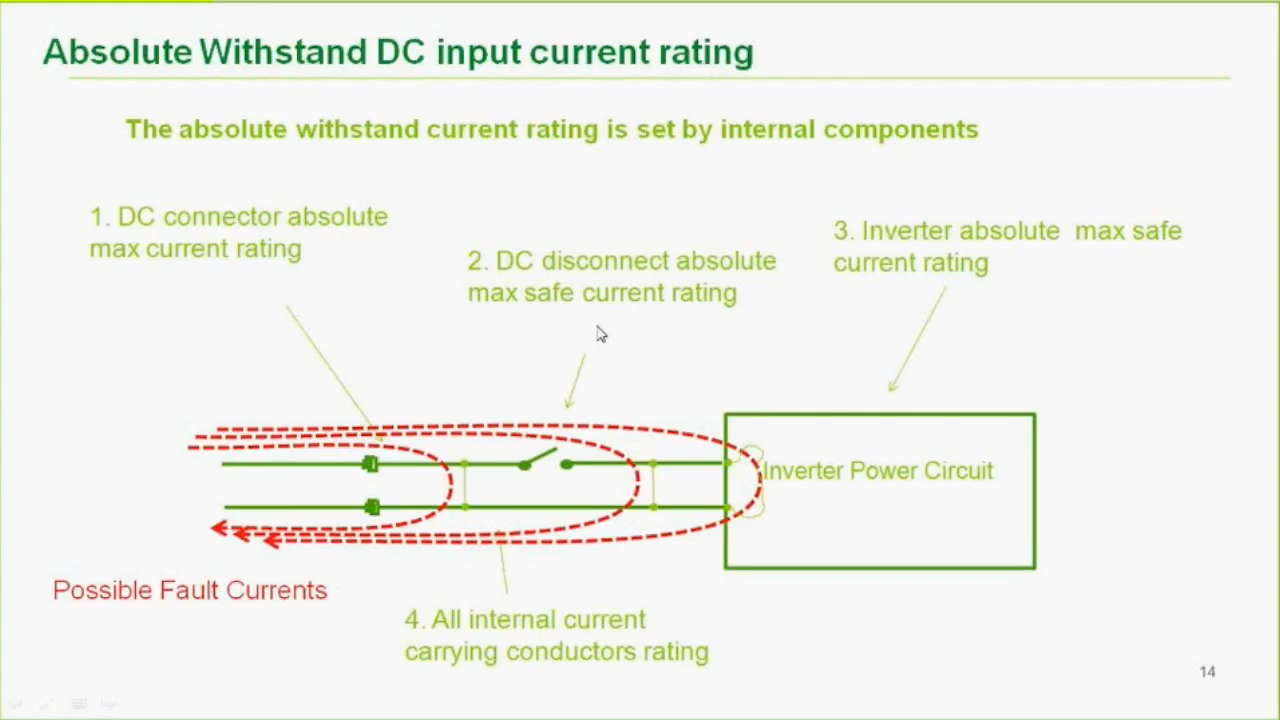 Absolute Withstand DC input current rating
The absolute withstand current rating is set by internal components
1. DC connector absolute
max current rating
2. DC disconnect absolute
max safe current rating
3. Inverter absolute max safe
current rating
Inverter Power Circuit
Possible Fault Currents
4. All internal current
carrying conductors rating
14